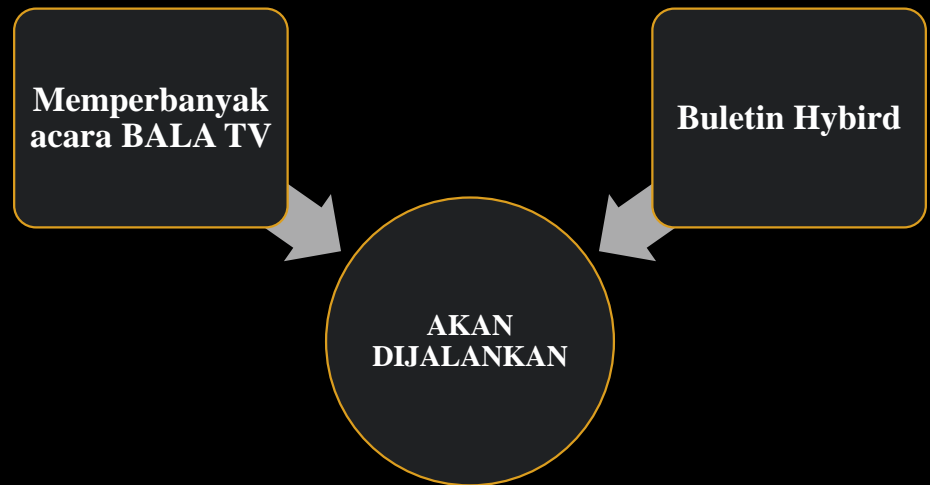 Memperbanyak
acara BALA TV
Buletin Hybird
AKAN
DIJALANKAN